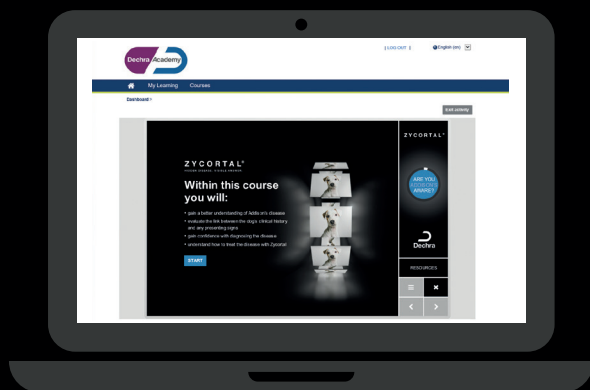 Dechra Academy
[ LOG OUT ]
English (en)
My Learning Courses
Dashboard >
Exit activity
ZYCORTAL®
Within this course
you will:
• gain a better understanding of Addison's disease
• evaluate the link between the dog's clinical history
and any presenting signs
• gain confidence with diagnosing the disease
• understand how to treat the disease with Zycortal
START
ZYCORTAL®
ARE YOU
ADDISON'S
AWARE?
Dechra
RESOURCES